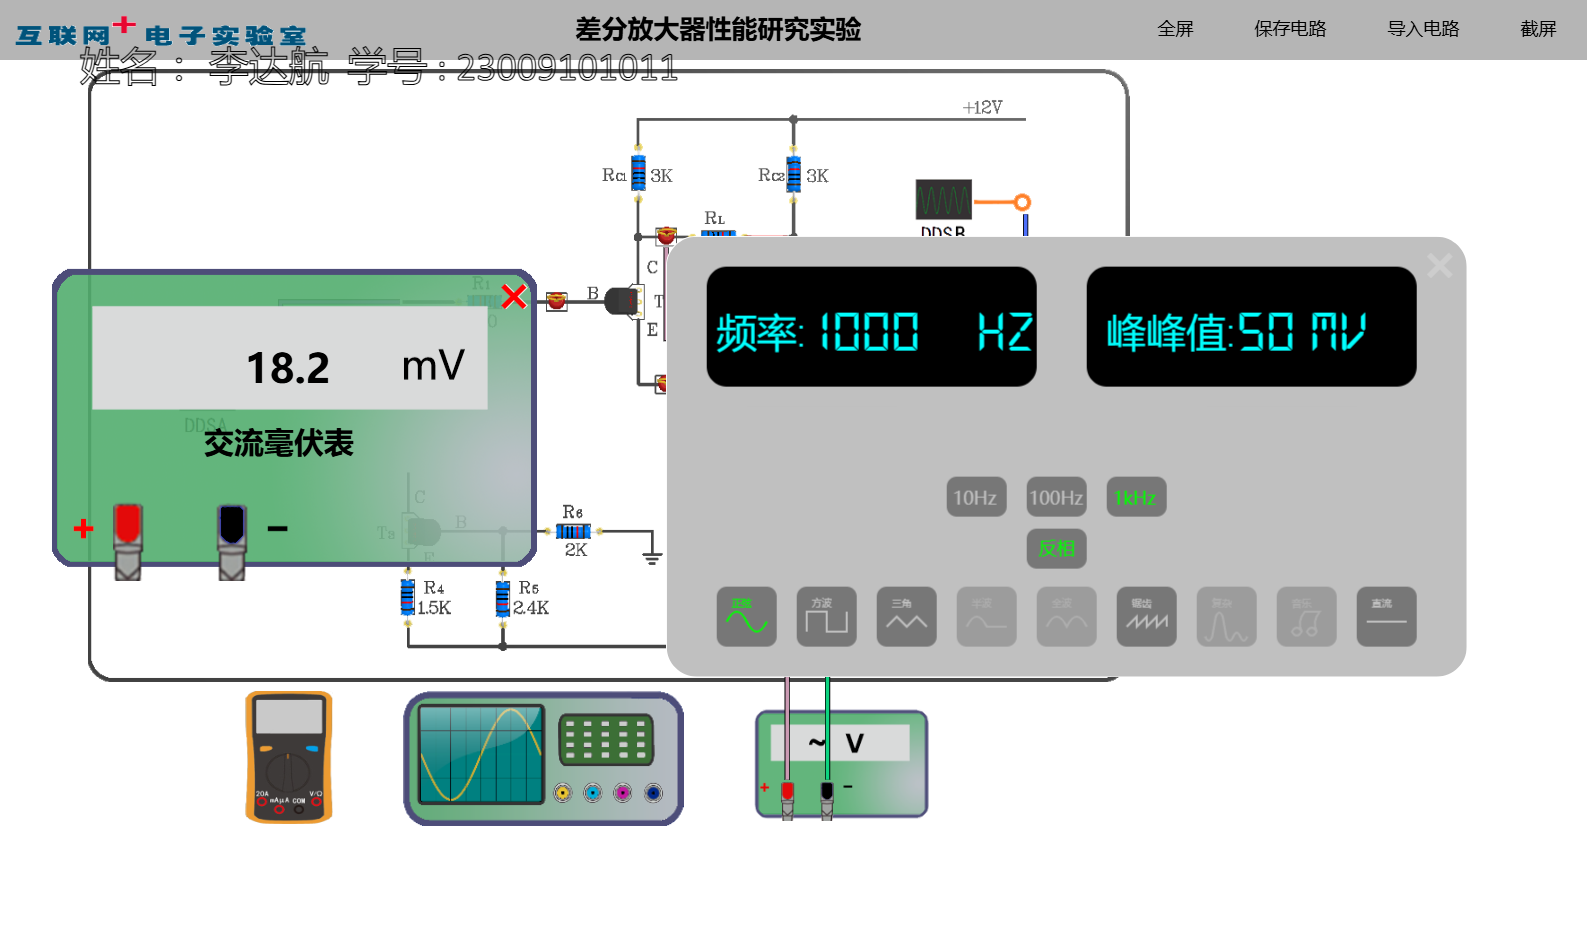 互联网+电子实验室
差分放大器性能研究实验
全屏
保存电路
导入电路
截屏
姓名：李达航 学号：23009101011
+12V
Rc1
3K
Rc2
3K
RL
DDSB
C
B
T
E
R1
0
18.2
mV
DDSA
交流毫伏表
+
−
频率:1000 HZ
峰峰值:50 MV
10Hz
100Hz
1kHz
反相
正弦
方波
三角
半波
全波
锯齿
复杂
音乐
直流
C
T3
B
E
R6
2K
R4
1.5K
R5
2.4K
20A
mAμA
COM
V/Ω
~ V
+
−